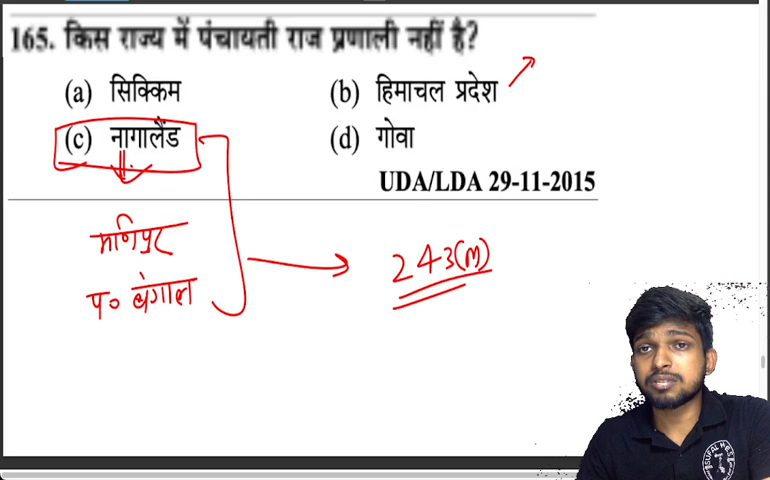 165. किस राज्य में पंचायती राज प्रणाली नहीं है?
(a) सिक्किम (b) हिमाचल प्रदेश
(c) नागालैंड (d) गोवा
UDA/LDA 29-11-2015
मणिपुर
प० बंगाल
243(M)